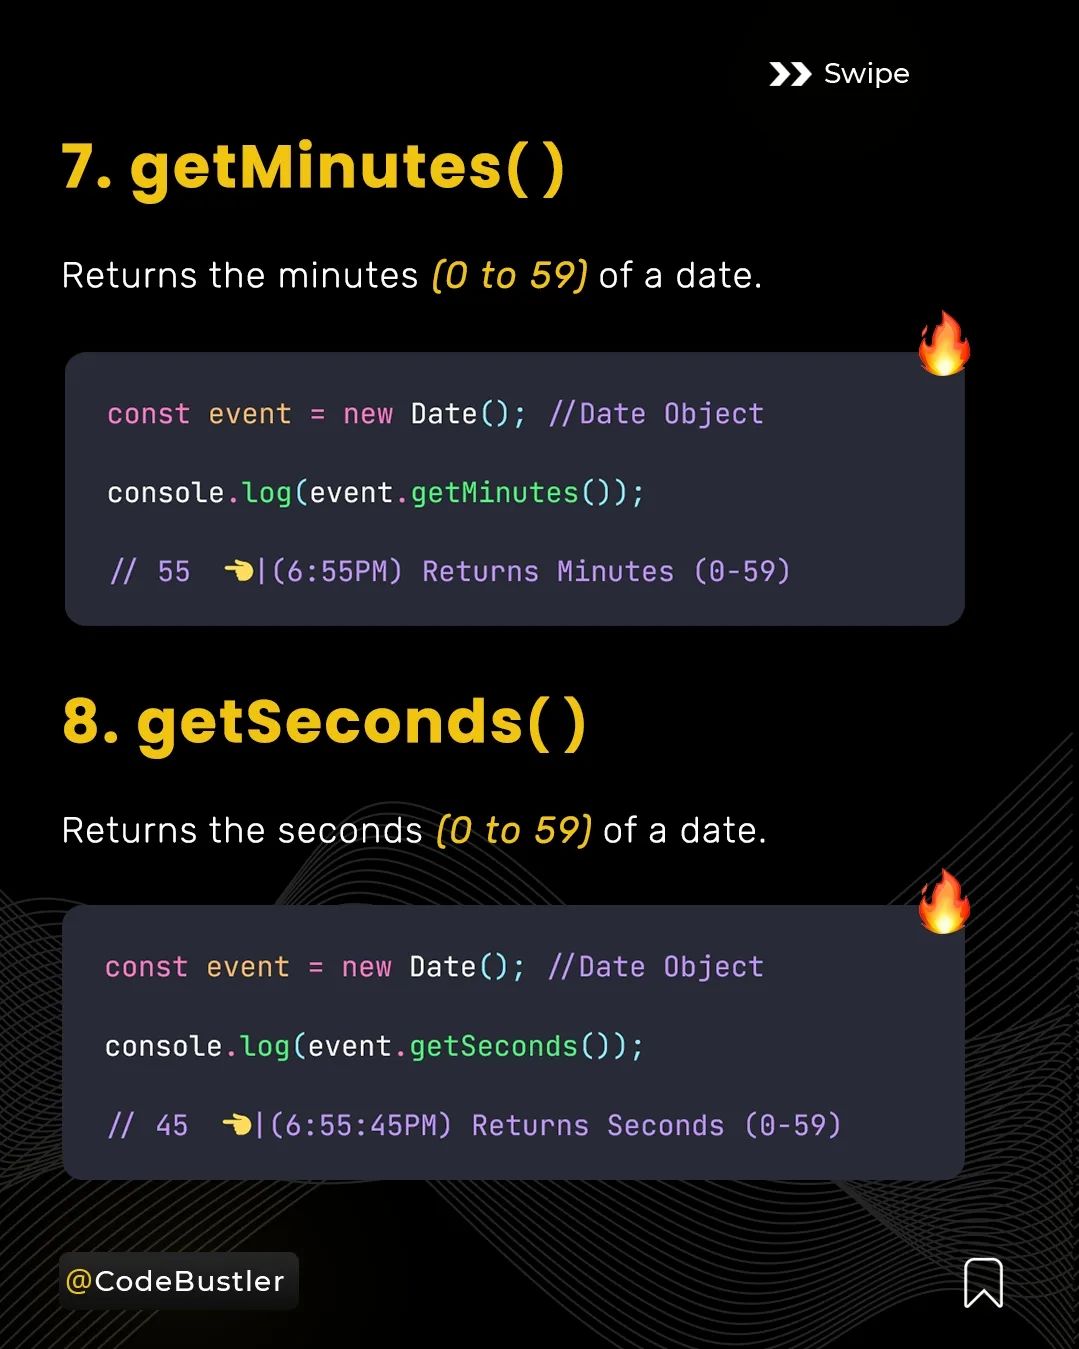 Swipe
7. getMinutes()
Returns the minutes (0 to 59) of a date.
const event = new Date(); //Date Object
console.log(event.getMinutes());
// 55 👈|(6:55PM) Returns Minutes (0-59)
8. getSeconds()
Returns the seconds (0 to 59) of a date.
const event = new Date(); //Date Object
console.log(event.getSeconds());
// 45 👈|(6:55:45PM) Returns Seconds (0-59)
@CodeBustler